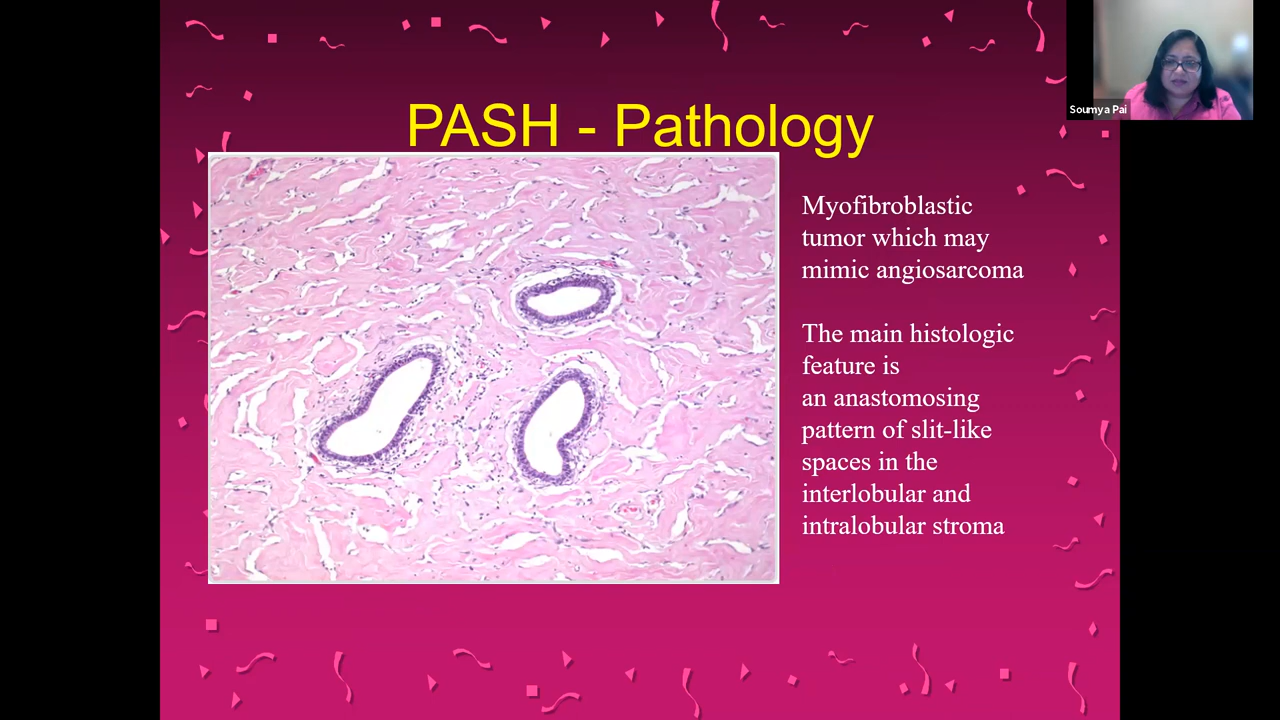 Soumya Pai
PASH - Pathology
Myofibroblastic
tumor which may
mimic angiosarcoma
The main histologic
feature is
an anastomosing
pattern of slit-like
spaces in the
interlobular and
intralobular stroma